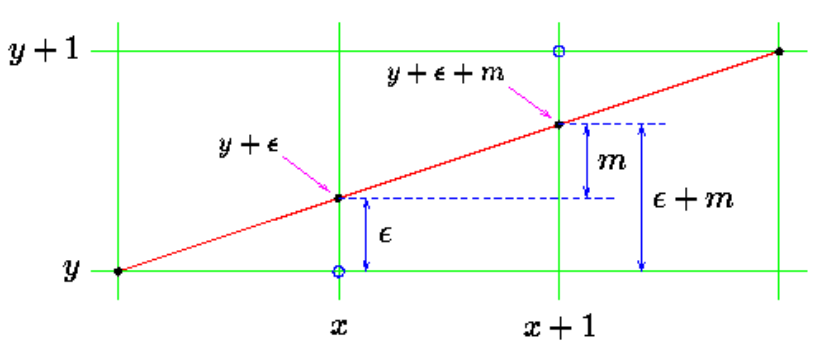 y + 1
y + ϵ + m
y + ϵ
m
ϵ + m
ϵ
y
x
x + 1